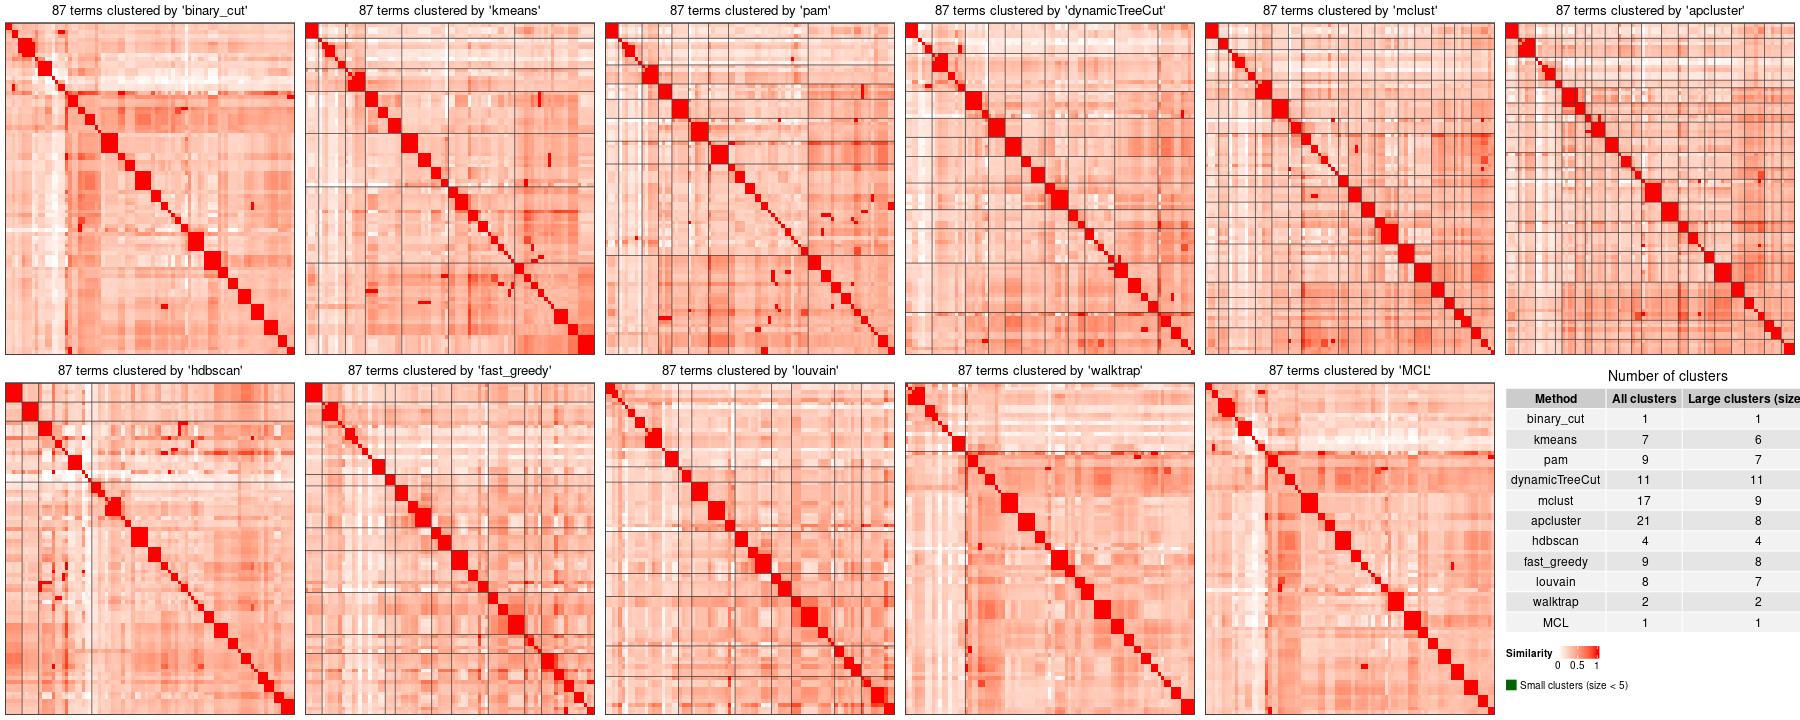 87 terms clustered by 'binary_cut'
87 terms clustered by 'kmeans'
87 terms clustered by 'pam'
87 terms clustered by 'dynamicTreeCut'
87 terms clustered by 'mclust'
87 terms clustered by 'apcluster'
87 terms clustered by 'hdbscan'
87 terms clustered by 'fast_greedy'
87 terms clustered by 'louvain'
87 terms clustered by 'walktrap'
87 terms clustered by 'MCL'
Number of clusters
Method All clusters Large clusters (size
binary_cut 1 1
kmeans 7 6
pam 9 7
dynamicTreeCut 11 11
mclust 17 9
apcluster 21 8
hdbscan 4 4
fast_greedy 9 8
louvain 8 7
walktrap 2 2
MCL 1 1
Similarity
0 0.5 1
Small clusters (size < 5)